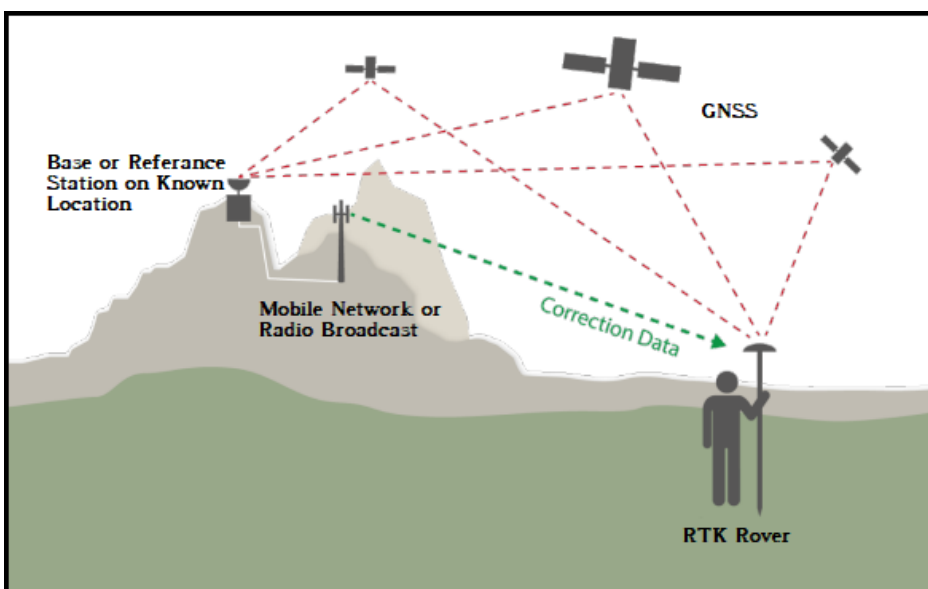 GNSS
Base or Referance
Station on Known
Location
Mobile Network or
Radio Broadcast
Correction Data
RTK Rover